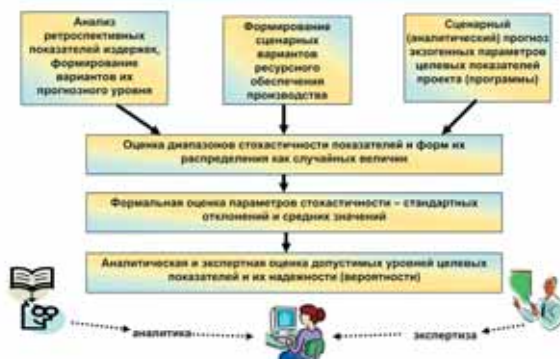 Анализ
ретроспективных
показателей издержек,
формирование
вариантов их
прогнозного уровня
Формирование
сценарных
вариантов
ресурсного
обеспечения
производства
Сценарный
(аналитический) прогноз
экзогенных параметров
целевых показателей
проекта (программы)
Оценка диапазонов стохастичности показателей и форм их
распределения как случайных величин
Формальная оценка параметров стохастичности – стандартных
отклонений и средних значений
Аналитическая и экспертная оценка допустимых уровней целевых
показателей и их надежности (вероятности)
аналитика
экспертиза